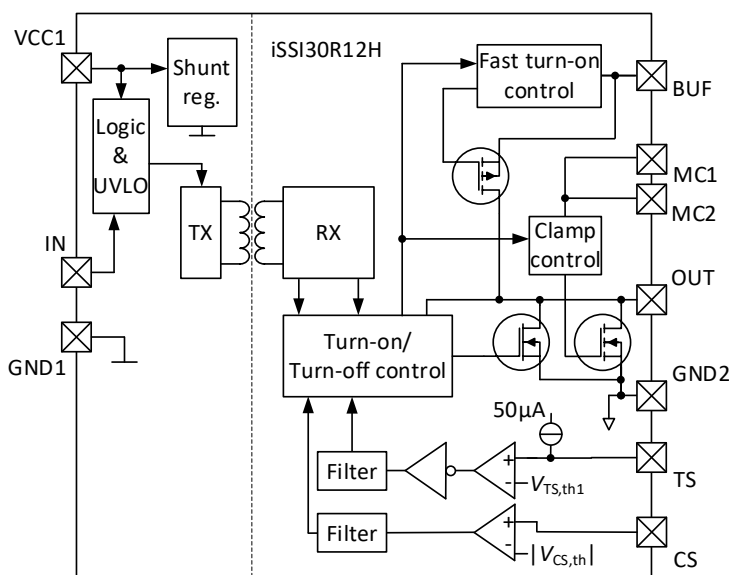 VCC1
iSSI30R12H
Shunt
reg.
Fast turn-on
control
BUF
Logic
&
UVLO
MC1
MC2
TX
RX
Clamp
control
IN
OUT
GND1
Turn-on/
Turn-off control
GND2
50µA
Filter
+
-
VTS,th1
TS
Filter
+
-
|VCS,th|
CS